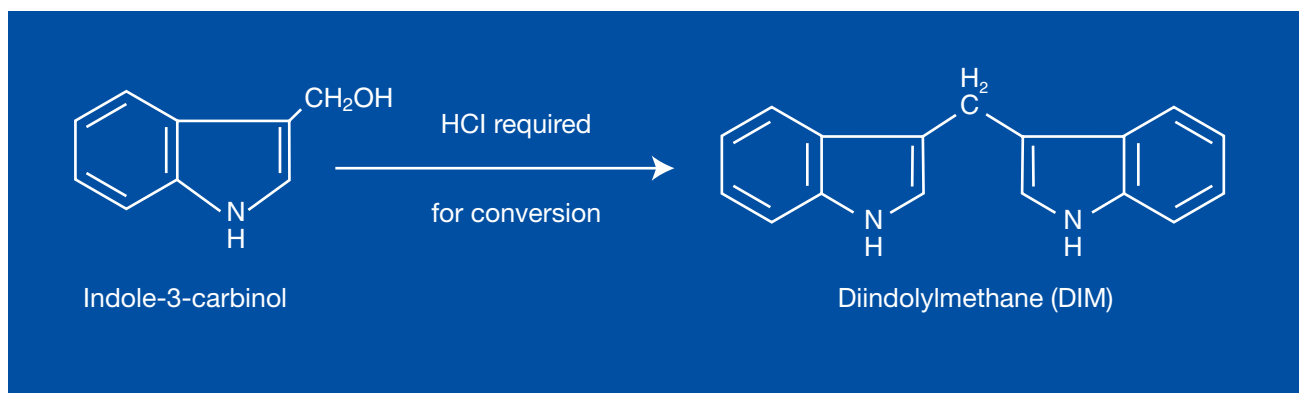 CH₂OH
N
H
Indole-3-carbinol
HCl required
for conversion
H₂
C
N
H
N
H
Diindolylmethane (DIM)